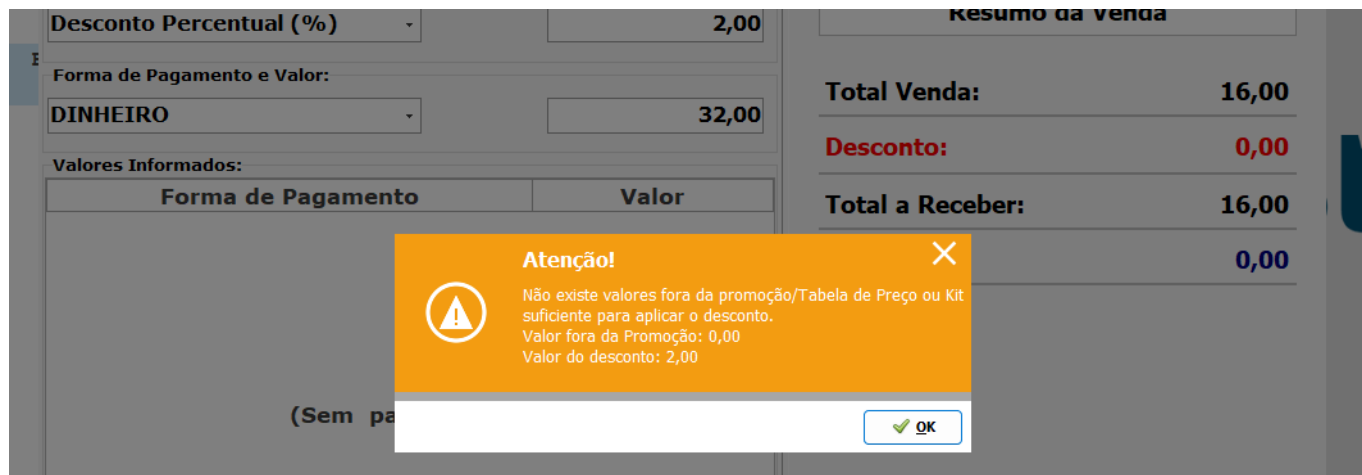 Desconto Percentual (%)
2,00
Forma de Pagamento e Valor:
DINHEIRO
32,00
Valores Informados:
Forma de Pagamento
Valor
(Sem pa
Resumo da Venda
Total Venda:
16,00
Desconto:
0,00
Total a Receber:
16,00
0,00
Atenção!
Não existe valores fora da promoção/Tabela de Preço ou Kit
suficiente para aplicar o desconto.
Valor fora da Promoção: 0,00
Valor do desconto: 2,00
OK